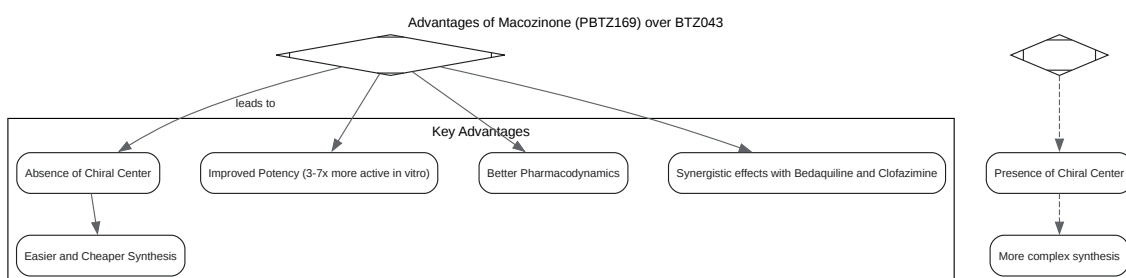 Advantages of Macozinone (PBTZ169) over BTZ043
leads to
Key Advantages
Absence of Chiral Center
Improved Potency (3-7x more active in vitro)
Better Pharmacodynamics
Synergistic effects with Bedaquiline and Clofazimine
Presence of Chiral Center
Easier and Cheaper Synthesis
More complex synthesis